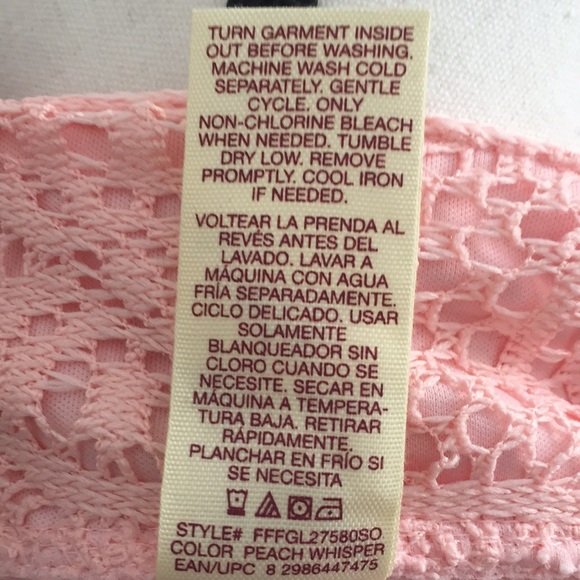 TURN GARMENT INSIDE
OUT BEFORE WASHING.
MACHINE WASH COLD
SEPARATELY. GENTLE
CYCLE. ONLY
NON-CHLORINE BLEACH
WHEN NEEDED. TUMBLE
DRY LOW. REMOVE
PROMPTLY. COOL IRON
IF NEEDED.
VOLTEAR LA PRENDA AL
REVÉS ANTES DEL
LAVADO. LAVAR A
MÁQUINA CON AGUA
FRÍA SEPARADAMENTE.
CICLO DELICADO. USAR
SOLAMENTE
BLANQUEADOR SIN
CLORO CUANDO SE
NECESITE. SECAR EN
MÁQUINA A TEMPERA-
TURA BAJA. RETIRAR
RÁPIDAMENTE.
PLANCHAR EN FRÍO SI
SE NECESITA
STYLE# FFFGL27580SO
COLOR PEACH WHISPER
EAN/UPC 8 2986447475